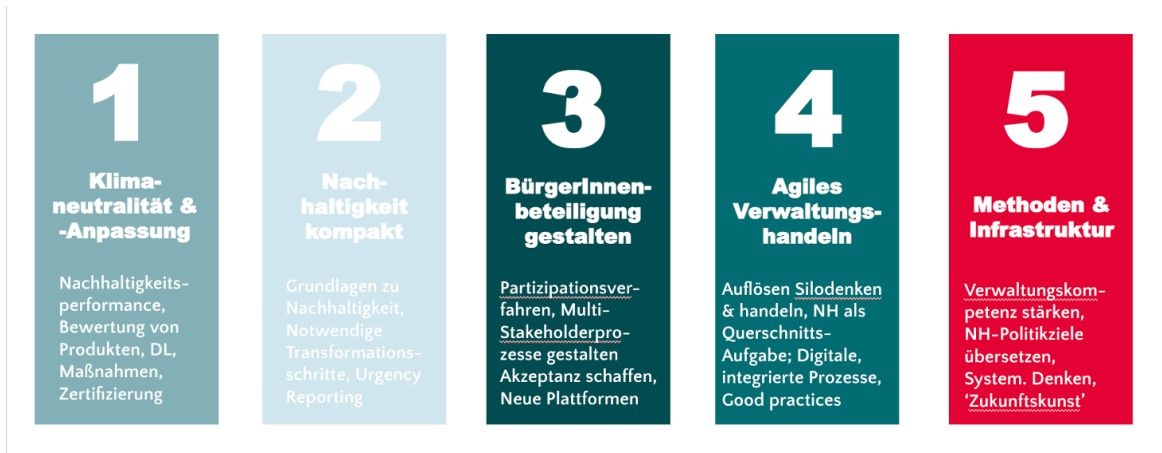 1
Klima-
neutralität &
-Anpassung
Nachhaltigkeits-
performance,
Bewertung von
Produkten, DL,
Maßnahmen,
Zertifizierung
2
Nach-
haltigkeit
kompakt
Grundlagen zu
Nachhaltigkeit,
Notwendige
Transformations-
schritte, Urgency
Reporting
3
BürgerInnen-
beteiligung
gestalten
Partizipationsver-
fahren, Multi-
Stakeholderpro-
zesse gestalten
Akzeptanz schaffen,
Neue Plattformen
4
Agiles
Verwaltungs-
handeln
Auflösen Silodenken
& handeln, NH als
Querschnitts-
Aufgabe; Digitale,
integrierte Prozesse,
Good practices
5
Methoden &
Infrastruktur
Verwaltungskom-
petenz stärken,
NH-Politikziele
übersetzen,
System. Denken,
‘Zukunftskunst’